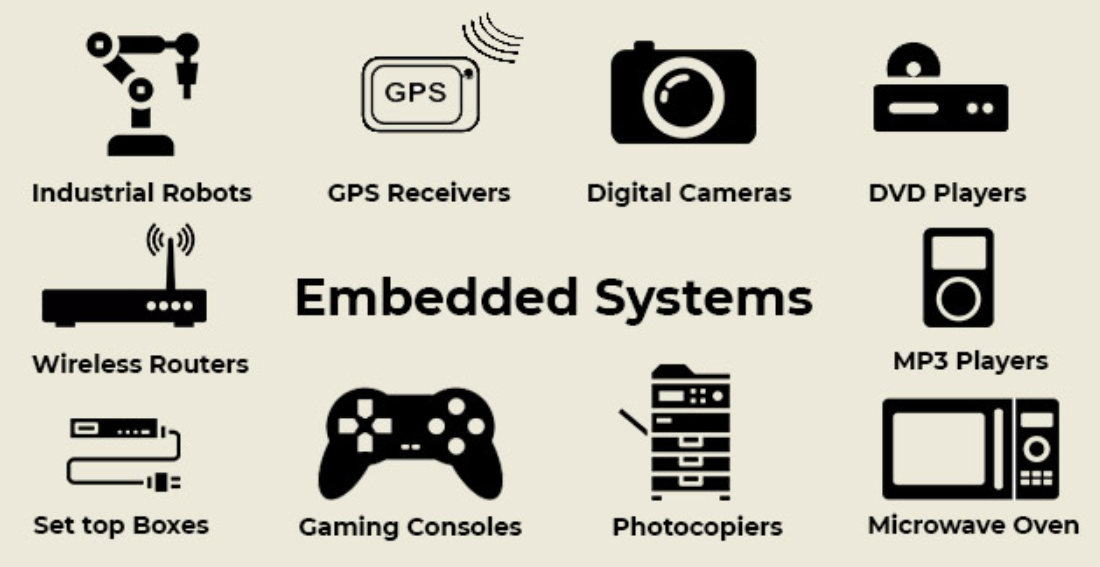 GPS
Industrial Robots
GPS Receivers
Digital Cameras
DVD Players
Embedded Systems
Wireless Routers
MP3 Players
Set top Boxes
Gaming Consoles
Photocopiers
Microwave Oven